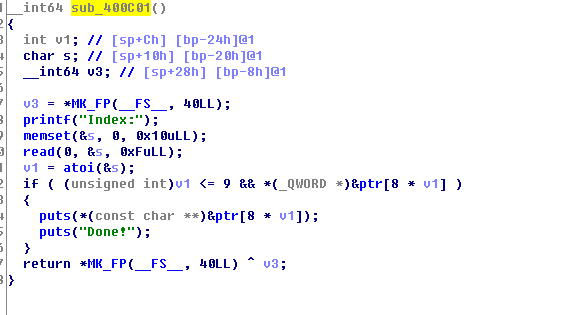 __int64 sub_400C01()
{
int v1; // [sp+Ch] [bp-24h]@1
char s; // [sp+10h] [bp-20h]@1
__int64 v3; // [sp+28h] [bp-8h]@1
v3 = *MK_FP(__FS__, 40LL);
printf("Index:");
memset(&s, 0, 0x10uLL);
read(0, &s, 0xFuLL);
v1 = atoi(&s);
if ( (unsigned int)v1 <= 9 && *(_QWORD *)&ptr[8 * v1] )
{
puts(*(const char **)&ptr[8 * v1]);
puts("Done!");
}
return *MK_FP(__FS__, 40LL) ^ v3;
}